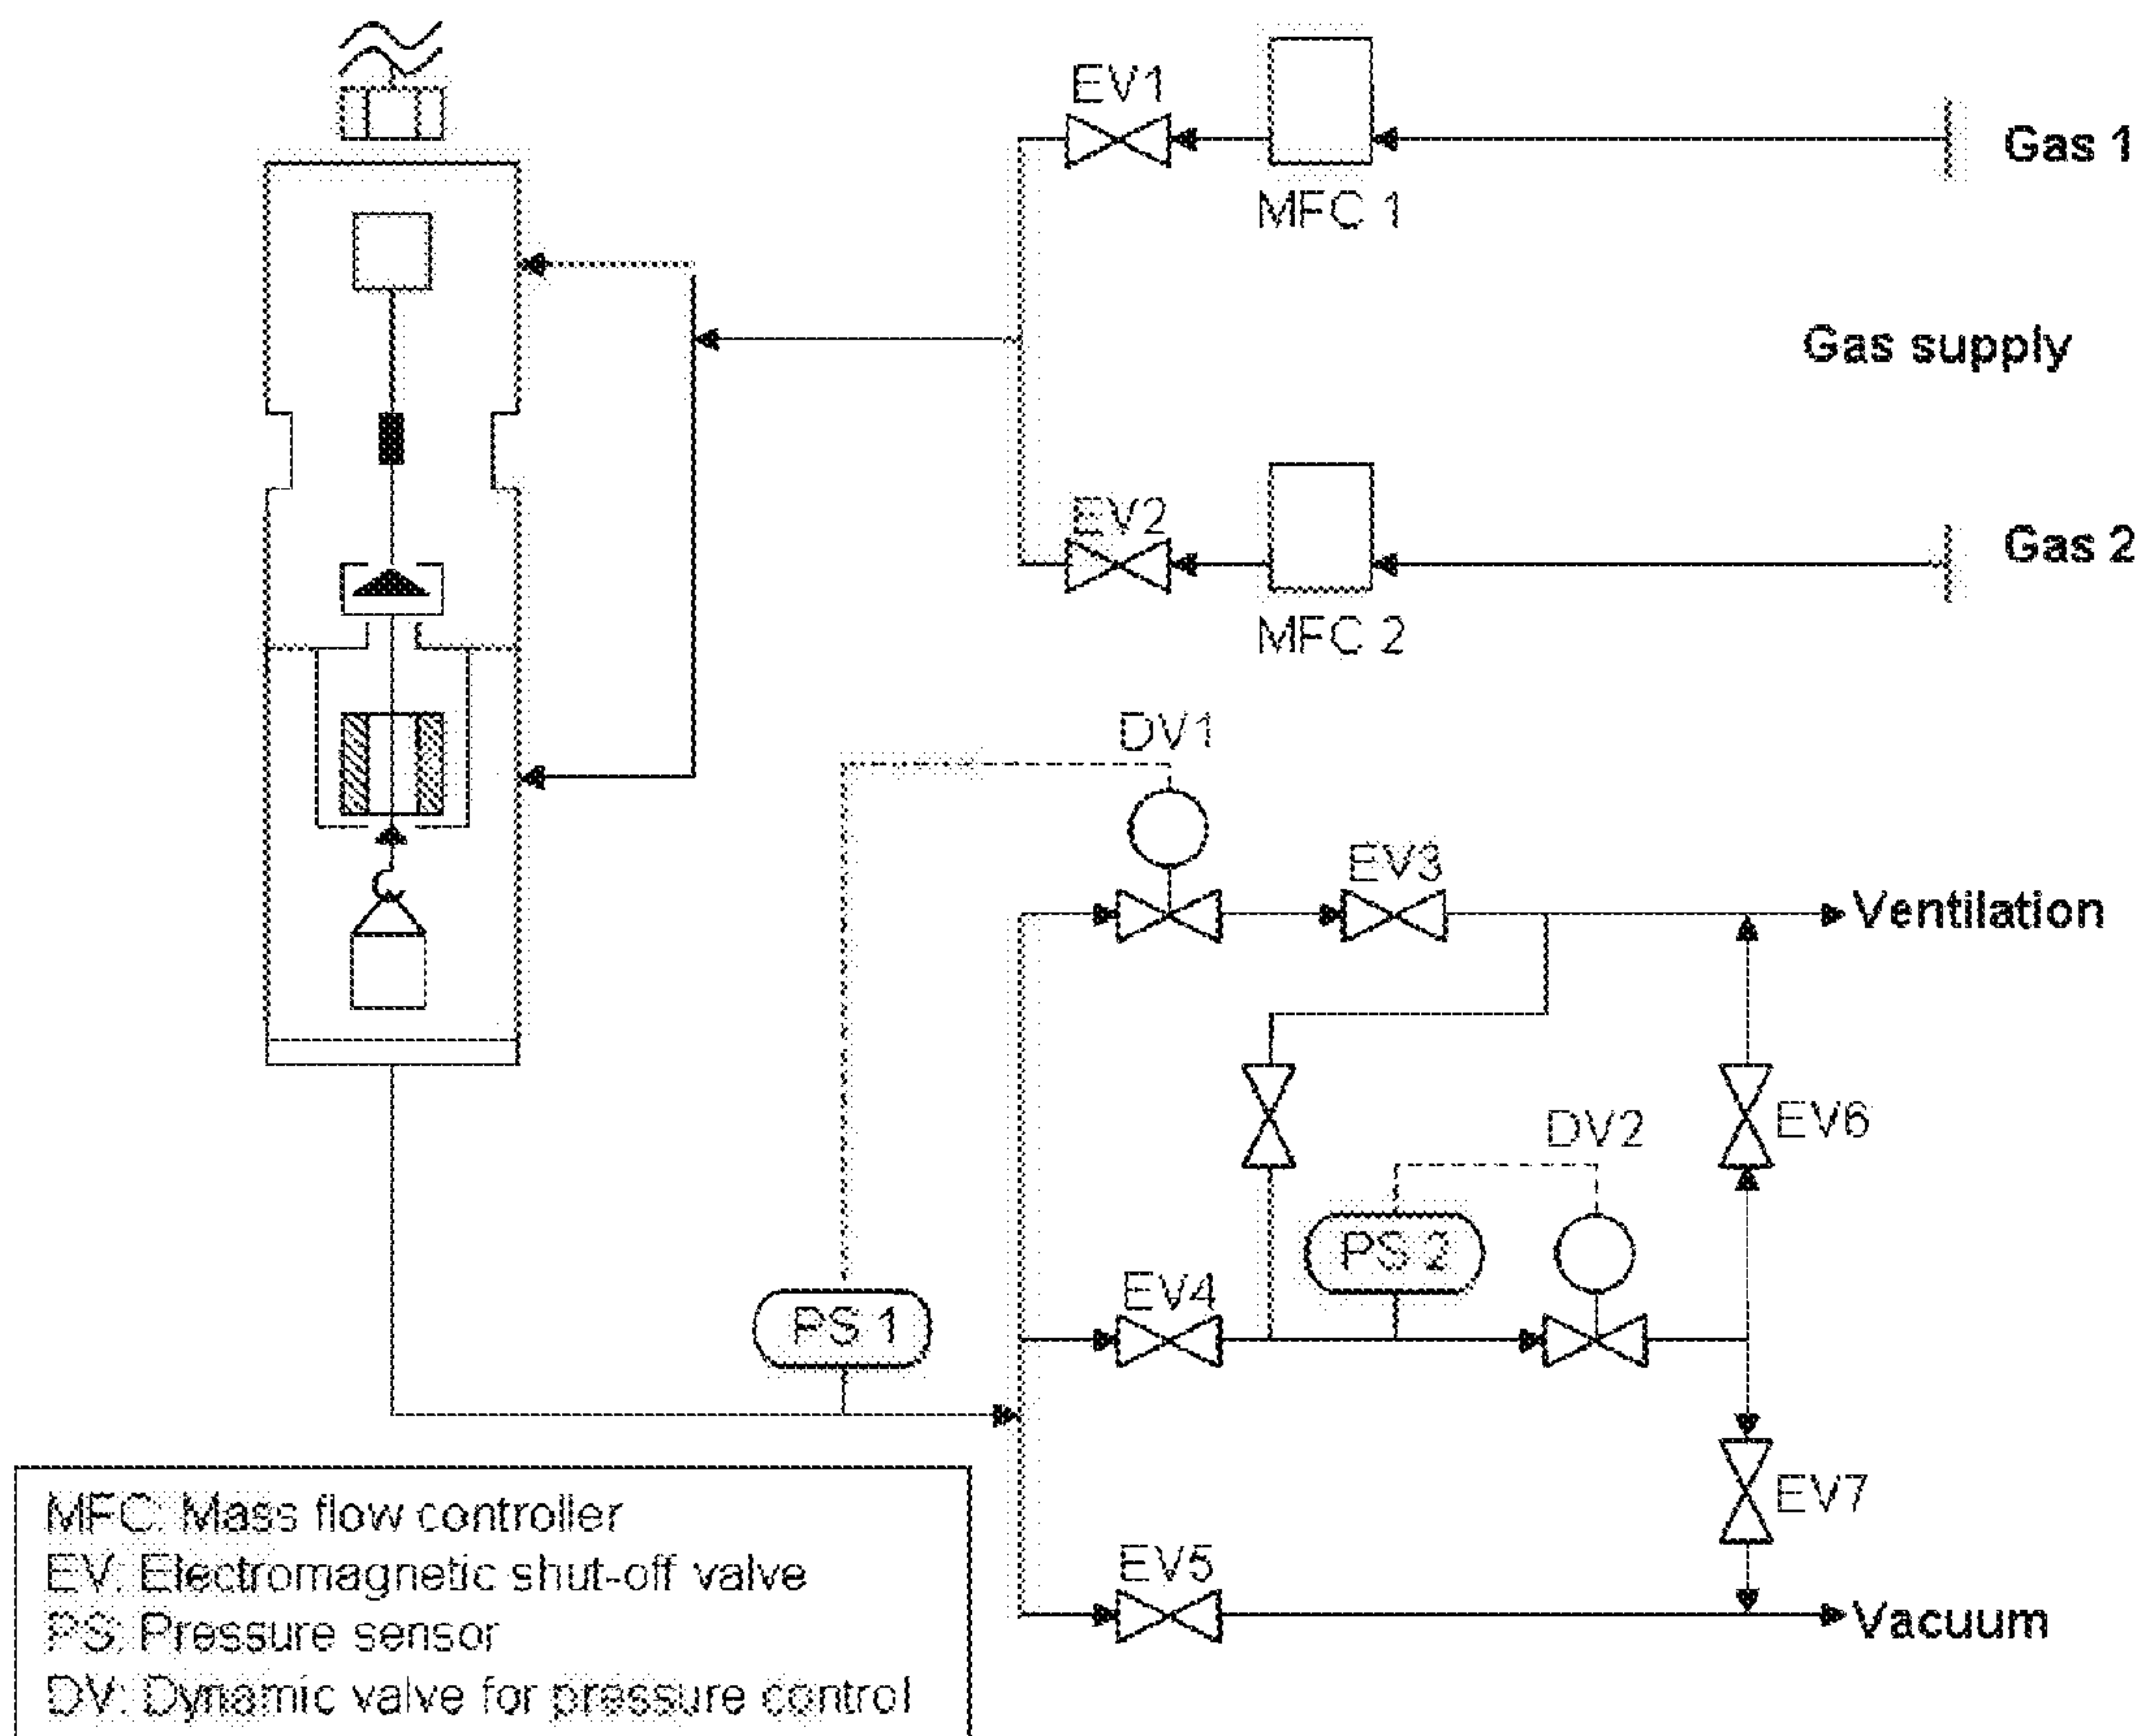 EV1
Gas 1
MFC 1
Gas supply
EV2
Gas 2
MFC 2
DV1
EV3
Ventilation
DV2
EV6
PS 2
EV4
PS 1
EV7
EV5
Vacuum
MFC: Mass flow controller
EV: Electromagnetic shut-off valve
PS: Pressure sensor
DV: Dynamic valve for pressure control